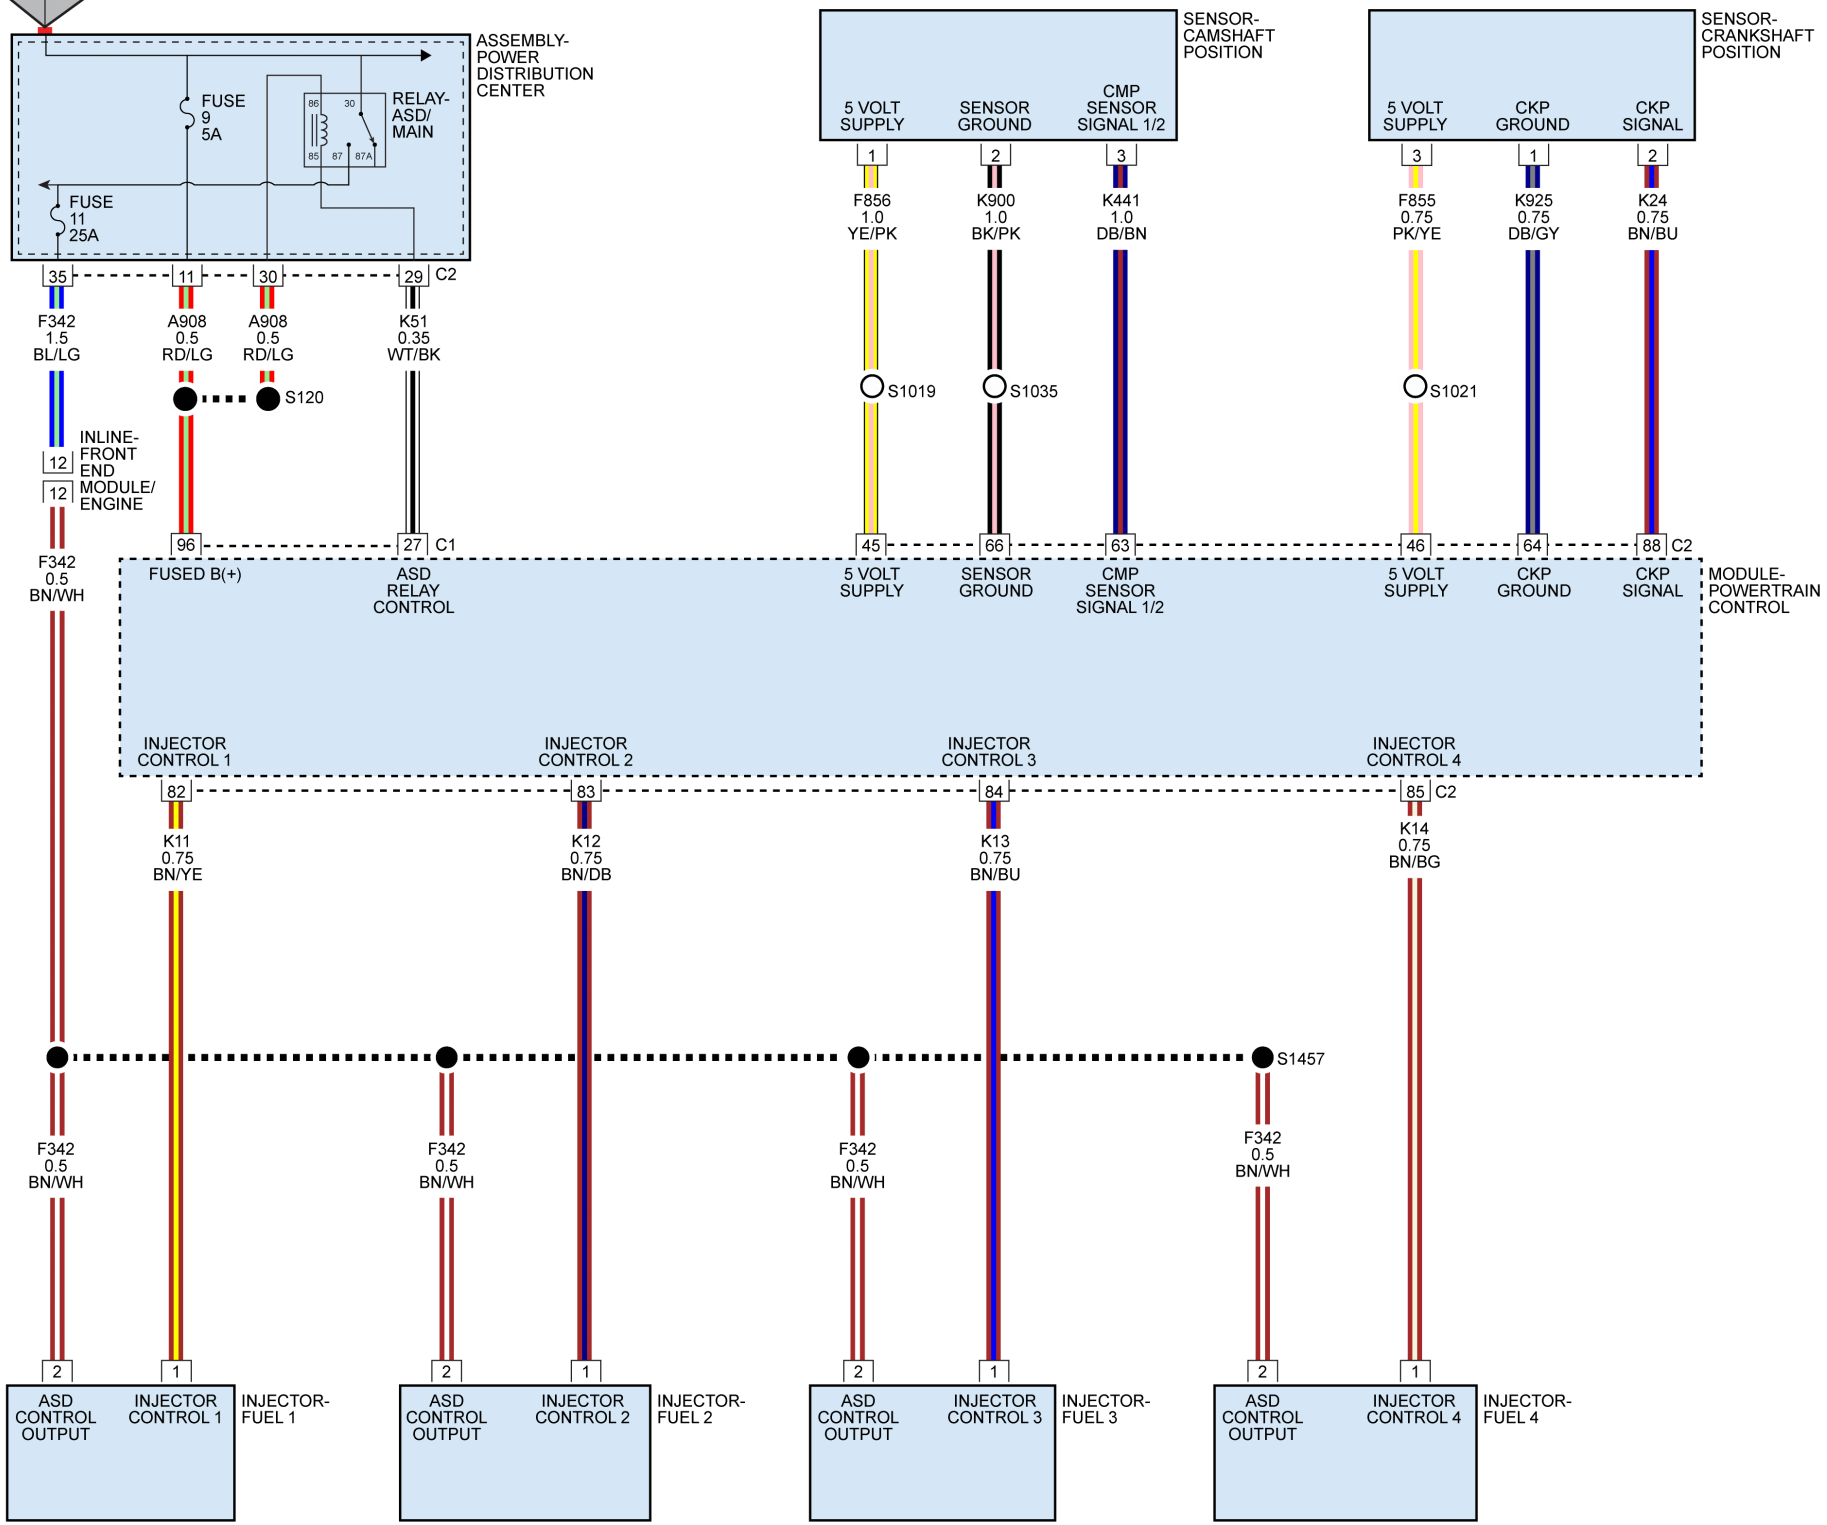 ASSEMBLY-
POWER
DISTRIBUTION
CENTER
FUSE
9
5A
RELAY-
ASD/
MAIN
86
30
85
87
87A
FUSE
11
25A
35
11
30
29
C2
F342
1.5
BL/LG
A908
0.5
RD/LG
A908
0.5
RD/LG
K51
0.35
WT/BK
S120
INLINE-
FRONT
END
MODULE/
ENGINE
12
12
F342
0.5
BN/WH
96
27
C1
SENSOR-
CAMSHAFT
POSITION
5 VOLT
SUPPLY
SENSOR
GROUND
CMP
SENSOR
SIGNAL 1/2
1
2
3
F856
1.0
YE/PK
K900
1.0
BK/PK
K441
1.0
DB/BN
S1019
S1035
45
66
63
SENSOR-
CRANKSHAFT
POSITION
5 VOLT
SUPPLY
CKP
GROUND
CKP
SIGNAL
3
1
2
F855
0.75
PK/YE
K925
0.75
DB/GY
K24
0.75
BN/BU
S1021
46
64
88
C2
FUSED B(+)
ASD
RELAY
CONTROL
5 VOLT
SUPPLY
SENSOR
GROUND
CMP
SENSOR
SIGNAL 1/2
5 VOLT
SUPPLY
CKP
GROUND
CKP
SIGNAL
MODULE-
POWERTRAIN
CONTROL
INJECTOR
CONTROL 1
INJECTOR
CONTROL 2
INJECTOR
CONTROL 3
INJECTOR
CONTROL 4
82
83
84
85
C2
K11
0.75
BN/YE
K12
0.75
BN/DB
K13
0.75
BN/BU
K14
0.75
BN/BG
S1457
F342
0.5
BN/WH
F342
0.5
BN/WH
F342
0.5
BN/WH
F342
0.5
BN/WH
2
1
2
1
2
1
2
1
ASD
CONTROL
OUTPUT
INJECTOR
CONTROL 1
INJECTOR-
FUEL 1
ASD
CONTROL
OUTPUT
INJECTOR
CONTROL 2
INJECTOR-
FUEL 2
ASD
CONTROL
OUTPUT
INJECTOR
CONTROL 3
INJECTOR-
FUEL 3
ASD
CONTROL
OUTPUT
INJECTOR
CONTROL 4
INJECTOR-
FUEL 4